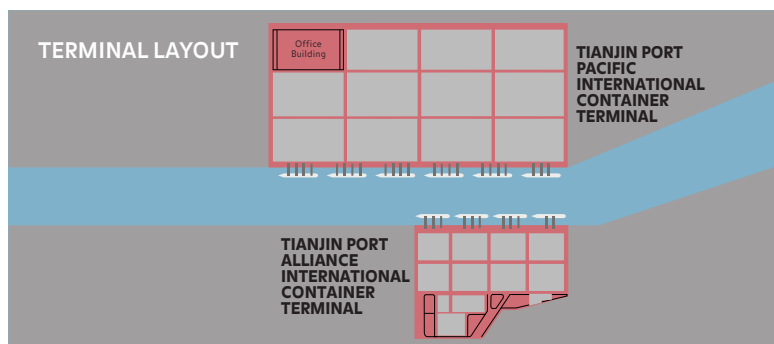 TERMINAL LAYOUT
Office
Building
TIANJIN PORT
PACIFIC
INTERNATIONAL
CONTAINER
TERMINAL
TIANJIN PORT
ALLIANCE
INTERNATIONAL
CONTAINER
TERMINAL